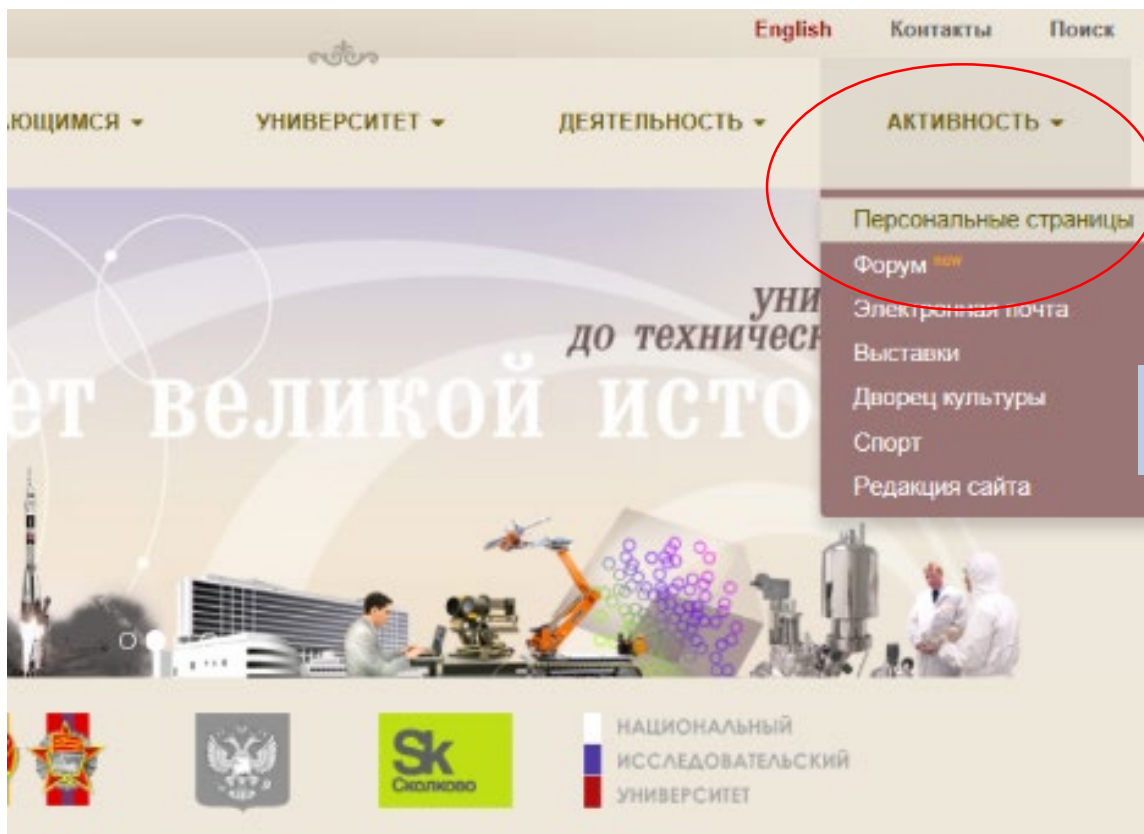 English Контакты Поиск
АЮЩИМСЯ УНИВЕРСИТЕТ ДЕЯТЕЛЬНОСТЬ АКТИВНОСТЬ
Персональные страницы
Форум new
Электронная почта
Выставки
Дворец культуры
Спорт
Редакция сайта
УНИ
ДО ТЕХНИЧЕСК
ет великой исто
Sk
Сколково
НАЦИОНАЛЬНЫЙ
ИССЛЕДОВАТЕЛЬСКИЙ
УНИВЕРСИТЕТ